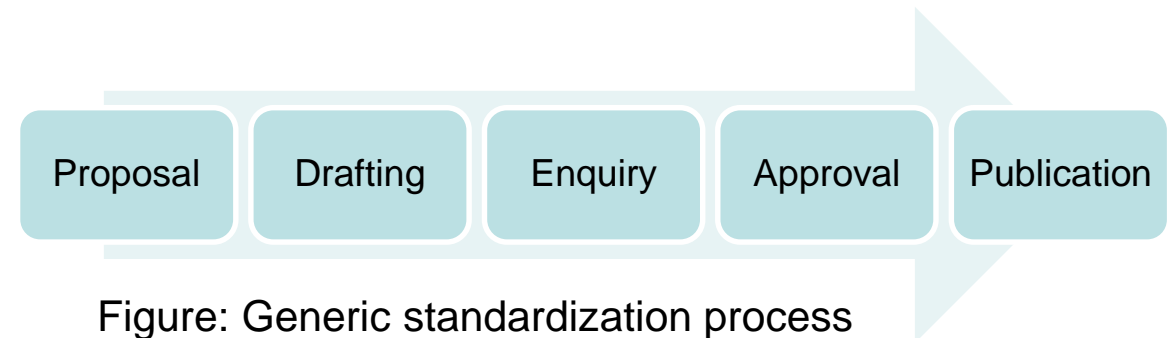 Proposal Drafting Enquiry Approval Publication
Figure: Generic standardization process